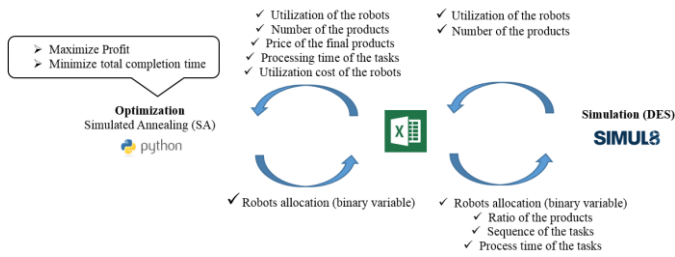 Maximize Profit
Minimize total completion time
Optimization
Simulated Annealing (SA)
python
Utilization of the robots
Number of the products
Price of the final products
Processing time of the tasks
Utilization cost of the robots
X
Robots allocation (binary variable)
Utilization of the robots
Number of the products
Simulation (DES)
SIMUL8
Robots allocation (binary variable)
Ratio of the products
Sequence of the tasks
Process time of the tasks